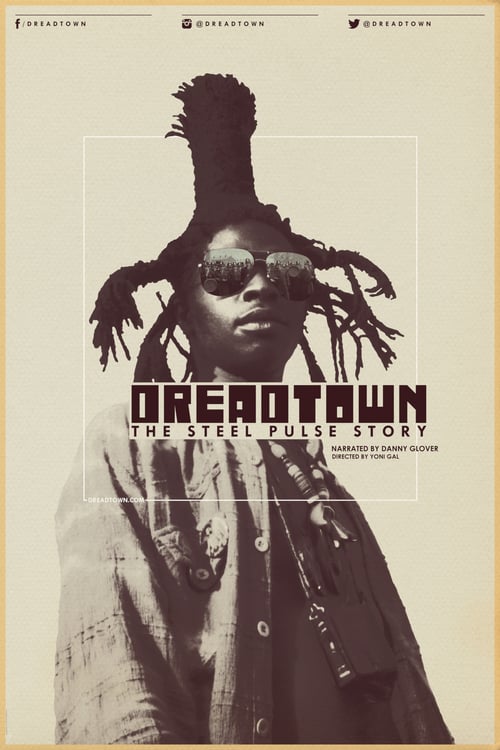 /DREADTOWN
@DREADTOWN
@DREADTOWN
DREADTOWN
THE STEEL PULSE STORY
NARRATED BY DANNY GLOVER
DIRECTED BY YONI GAL
DREADTOWN.COM